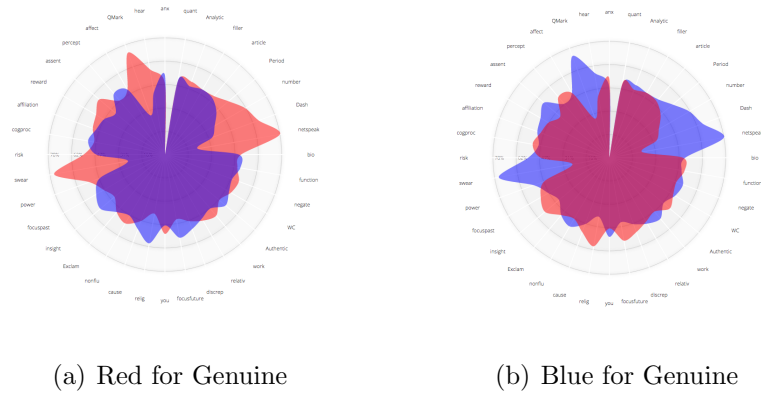 hear anx quant Analytic filler article Period number Dash netspeak bio function negate WC Authentic work relativ discrep focusfuture you relig cause nonflu Exclam insight focuspast power swear risk cogproc affiliation reward assent percept affect QMark
hear anx quant Analytic filler article Period number Dash netspeak bio function negate WC Authentic work relativ discrep focusfuture you relig cause nonflu Exclam insight focuspast power swear risk cogproc affiliation reward assent percept affect QMark
(a) Red for Genuine
(b) Blue for Genuine